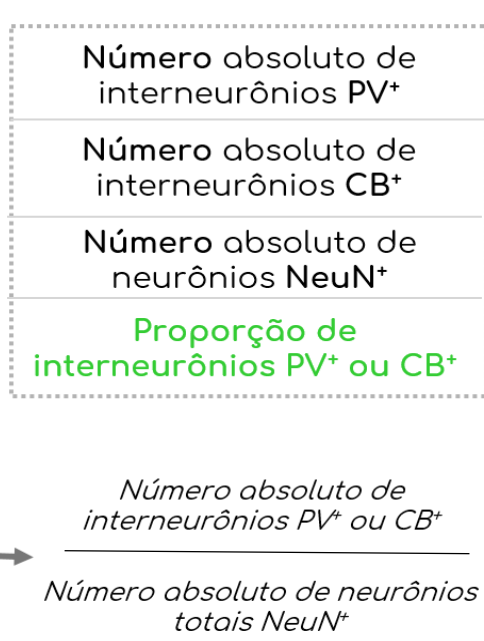 Número absoluto de
interneurônios PV⁺
Número absoluto de
interneurônios CB⁺
Número absoluto de
neurônios NeuN⁺
Proporção de
interneurônios PV⁺ ou CB⁺
Número absoluto de
interneurônios PV⁺ ou CB⁺
Número absoluto de neurônios
totais NeuN⁺